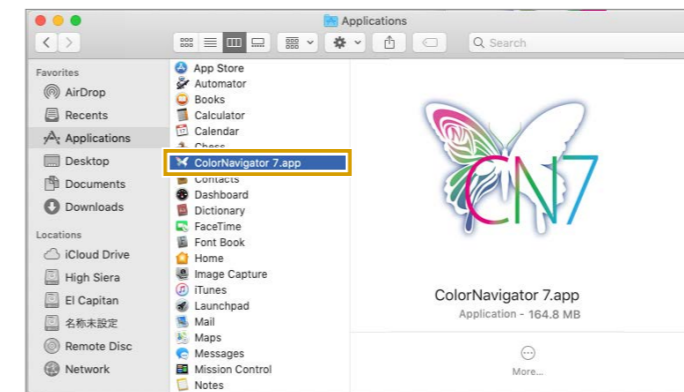 Applications
Search
Favorites
AirDrop
Recents
Applications
Desktop
Documents
Downloads
Locations
iCloud Drive
High Siera
El Capitan
名称未設定
Remote Disc
Network
App Store
Automator
Books
Calculator
Calendar
Chess
ColorNavigator 7.app
Contacts
Dashboard
Dictionary
FaceTime
Font Book
Home
Image Capture
iTunes
Launchpad
Mail
Maps
Messages
Mission Control
Notes
CN7
ColorNavigator 7.app
Application - 164.8 MB
More...